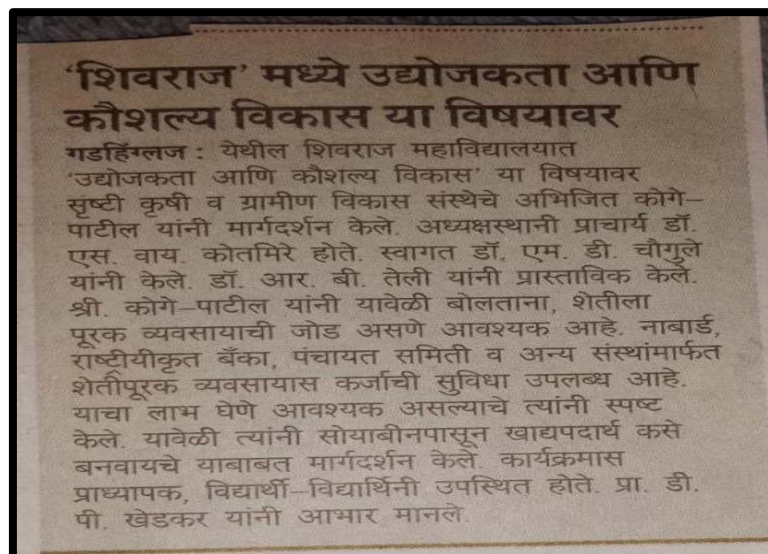 ‘शिवराज’ मध्ये उद्योजकता आणि
कौशल्य विकास या विषयावर
गडहिंग्लज : येथील शिवराज महाविद्यालयात
‘उद्योजकता आणि कौशल्य विकास’ या विषयावर
सृष्टी कृषी व ग्रामीण विकास संस्थेचे अभिजित कोगे–
पाटील यांनी मार्गदर्शन केले. अध्यक्षस्थानी प्राचार्य डॉ.
एस. वाय. कोतमिरे होते. स्वागत डॉ. एम. डी. चौगुले
यांनी केले. डॉ. आर. बी. तेली यांनी प्रास्ताविक केले.
श्री. कोगे–पाटील यांनी यावेळी बोलताना, शेतीला
पूरक व्यवसायाची जोड असणे आवश्यक आहे. नाबार्ड,
राष्ट्रीयीकृत बँका, पंचायत समिती व अन्य संस्थांमार्फत
शेतीपूरक व्यवसायास कर्जाची सुविधा उपलब्ध आहे.
याचा लाभ घेणे आवश्यक असल्याचे त्यांनी स्पष्ट
केले. यावेळी त्यांनी सोयाबीनपासून खाद्यपदार्थ कसे
बनवायचे याबाबत मार्गदर्शन केले. कार्यक्रमास
प्राध्यापक, विद्यार्थी–विद्यार्थिनी उपस्थित होते. प्रा. डी.
पी. खेडकर यांनी आभार मानले.